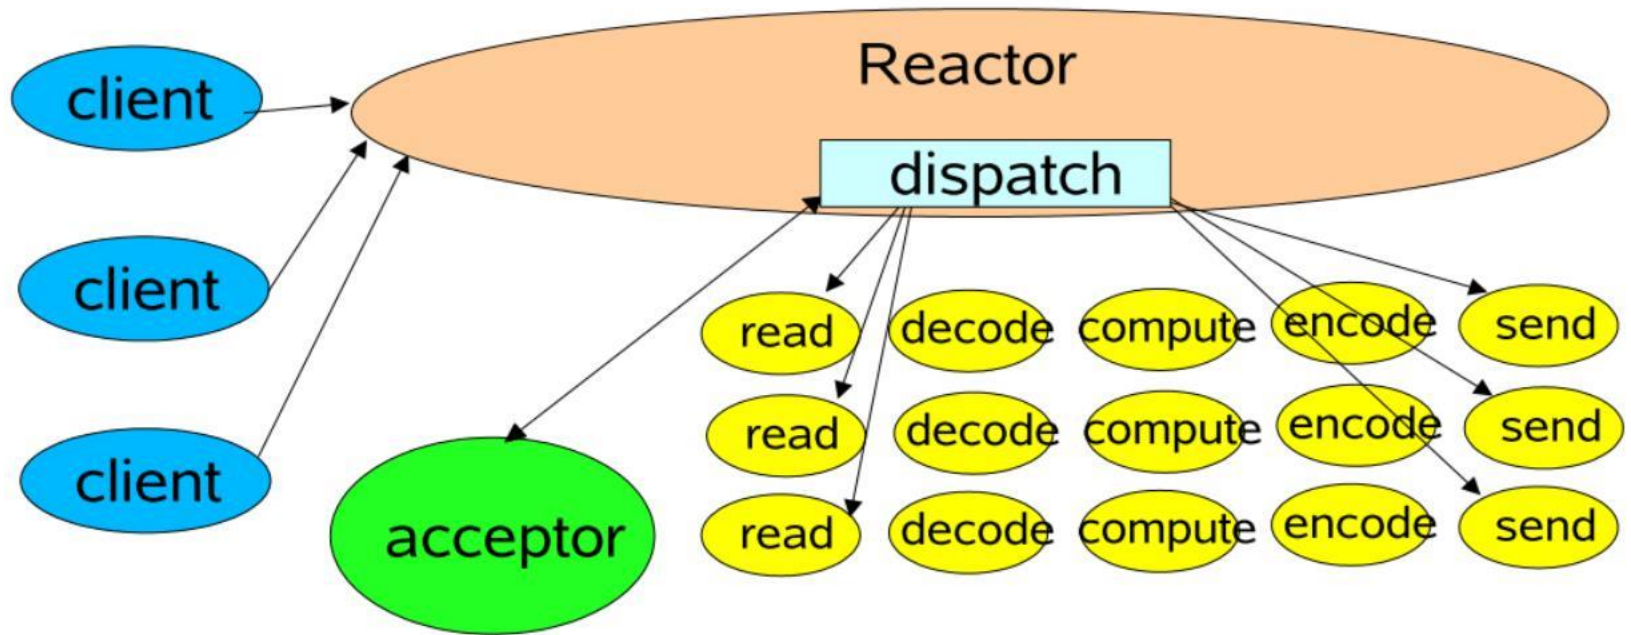 Reactor
client
dispatch
client
read decode compute encode send
read decode compute encode send
client
acceptor
read decode compute encode send